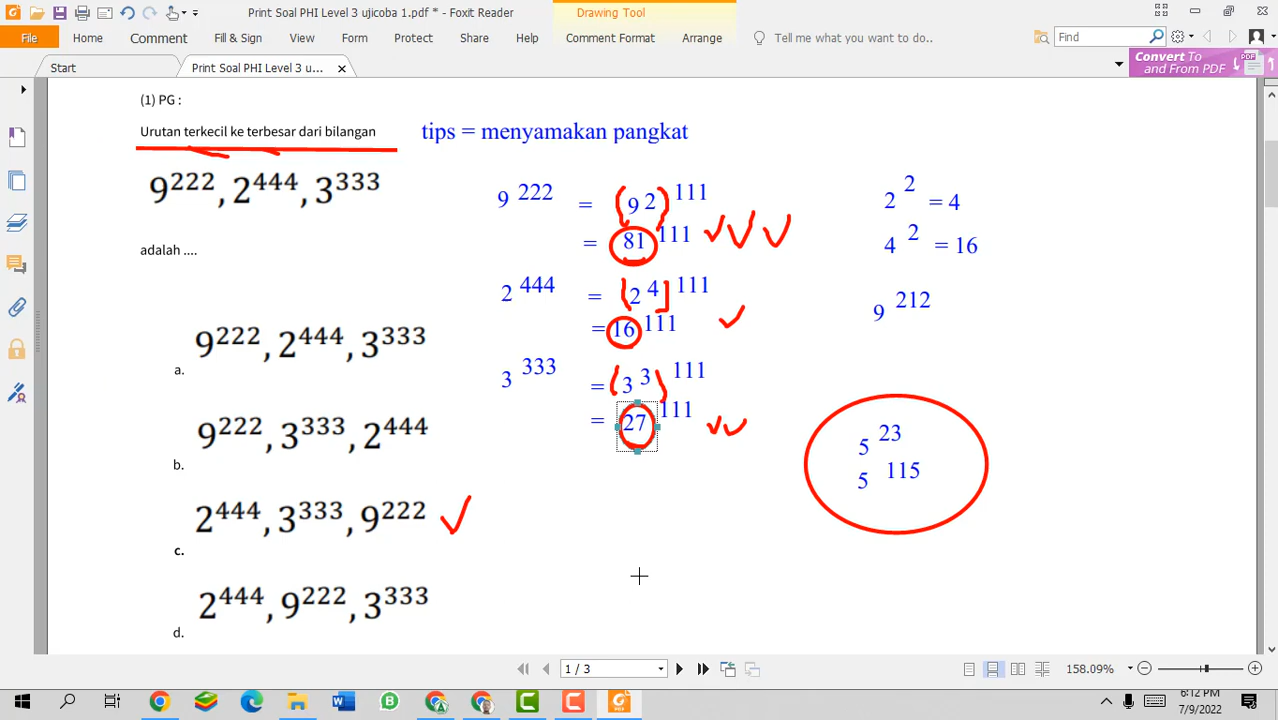 Print Soal PHI Level 3 ujicoba 1.pdf * - Foxit Reader
Drawing Tool
File
Home
Comment
Fill & Sign
View
Form
Protect
Share
Help
Comment Format
Arrange
Tell me what you want to do..
Find
Start
Print Soal PHI Level 3 u...
Convert To
and From PDF
PDF
(1) PG :
Urutan terkecil ke terbesar dari bilangan
tips = menyamakan pangkat
9²²², 2⁴⁴⁴, 3³³³
adalah ....
a. 9²²², 2⁴⁴⁴, 3³³³
b. 9²²², 3³³³, 2⁴⁴⁴
c. 2⁴⁴⁴, 3³³³, 9²²²
d. 2⁴⁴⁴, 9²²², 3³³³
9 ²²² = (9 ²) ¹¹¹
= 81 ¹¹¹
2 ⁴⁴⁴ = (2 ⁴] ¹¹¹
= 16 ¹¹¹
3 ³³³ = (3 ³) ¹¹¹
= 27 ¹¹¹
2 ² = 4
4 ² = 16
9 ²¹²
5 ²³
5 ¹¹⁵
1 / 3
158.09%
6:12 PM
7/9/2022